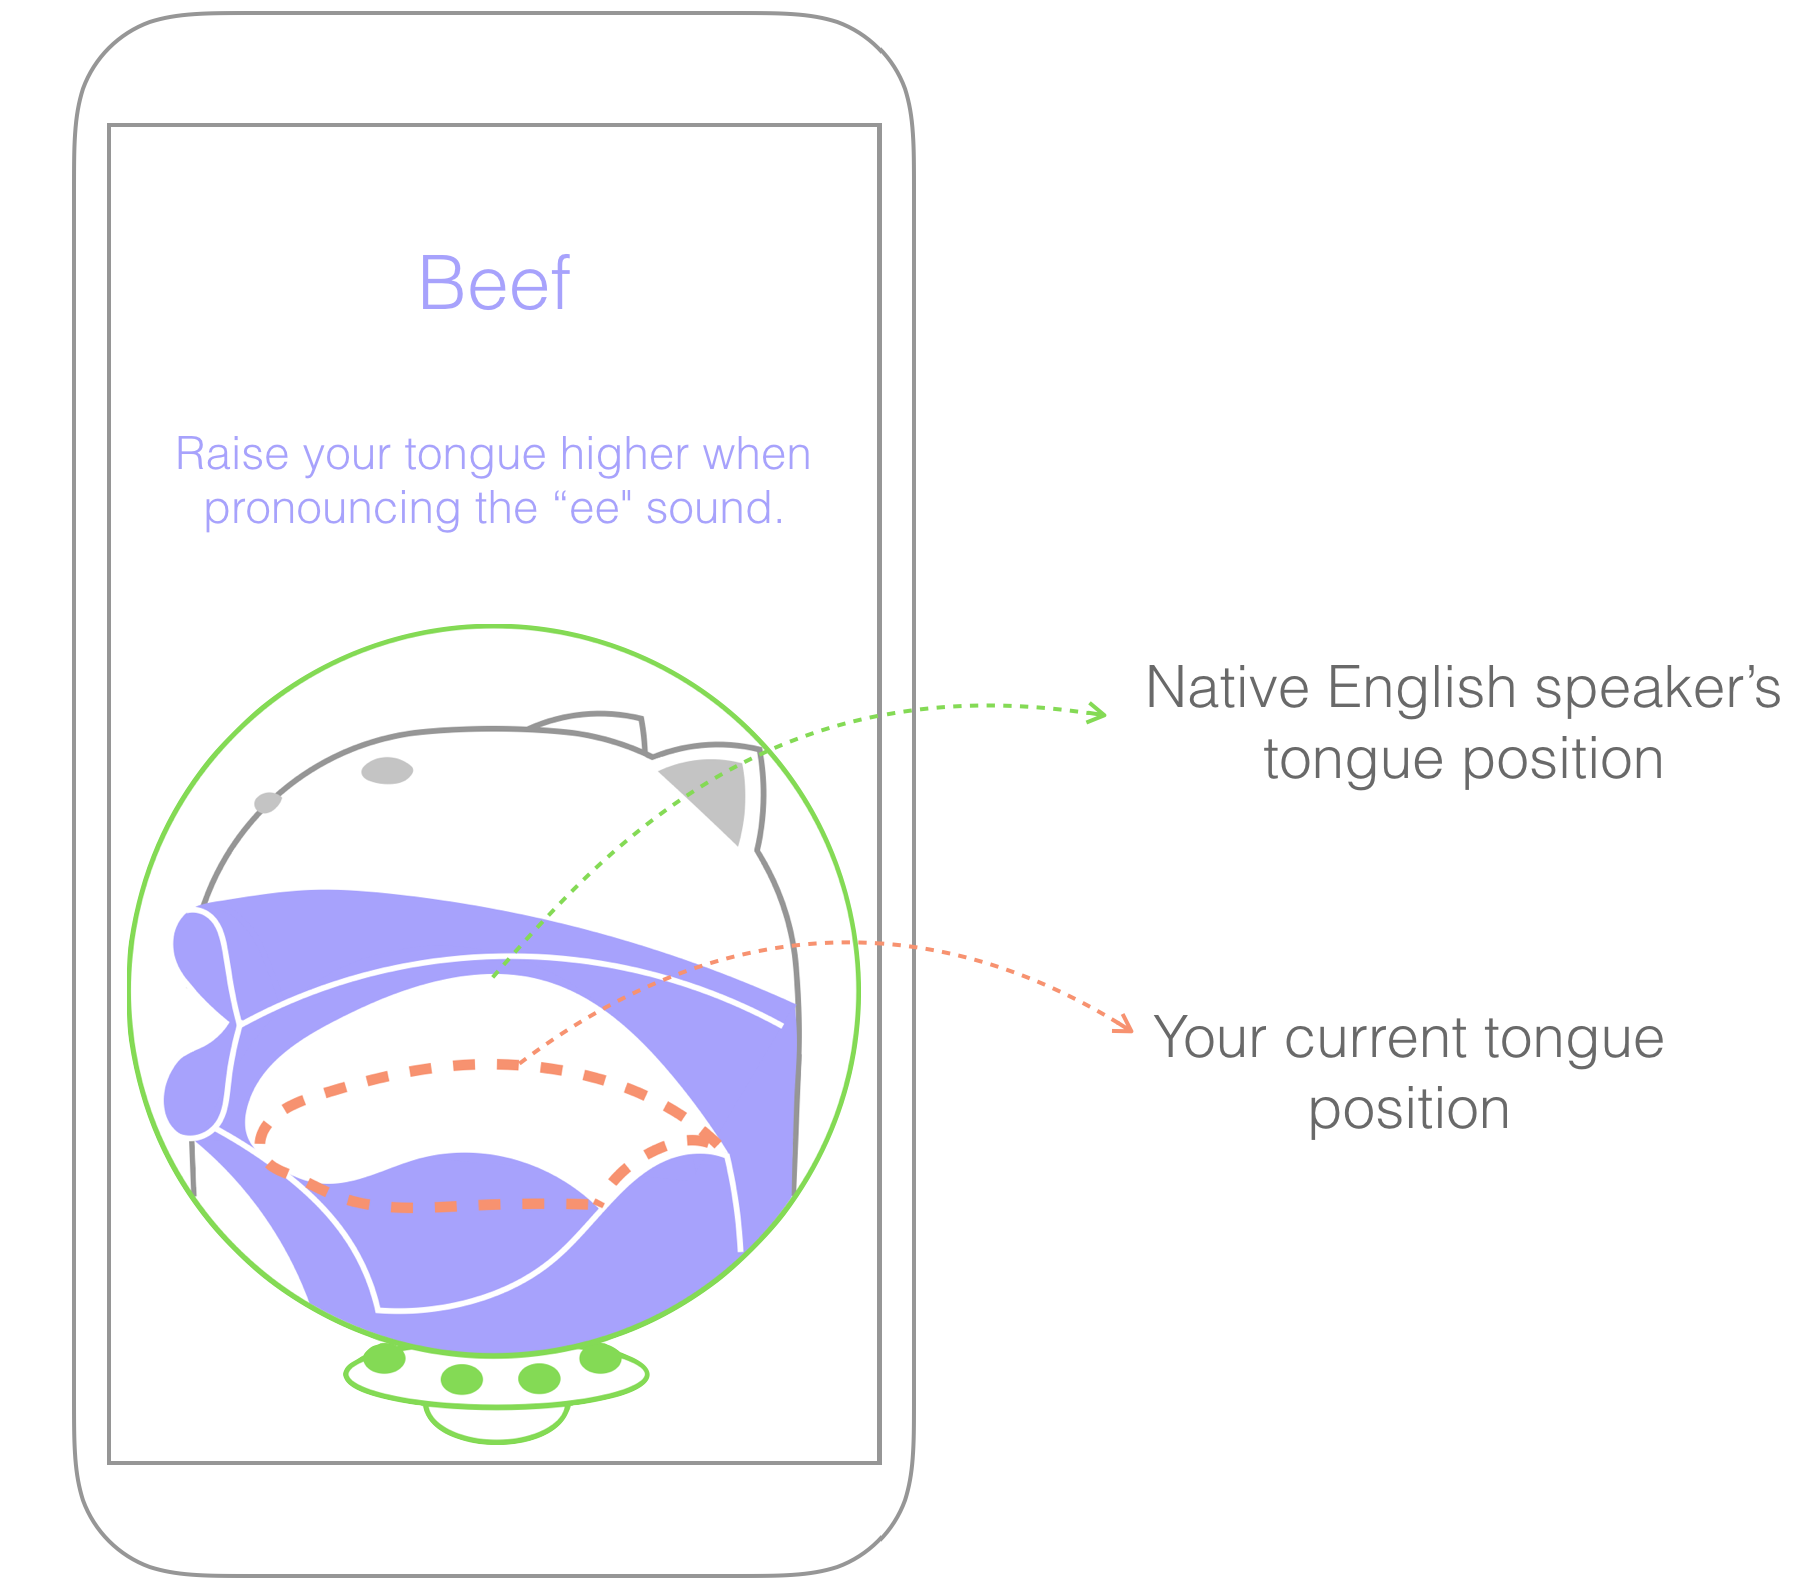 Beef
Raise your tongue higher when
pronouncing the “ee" sound.
Native English speaker’s
tongue position
Your current tongue
position